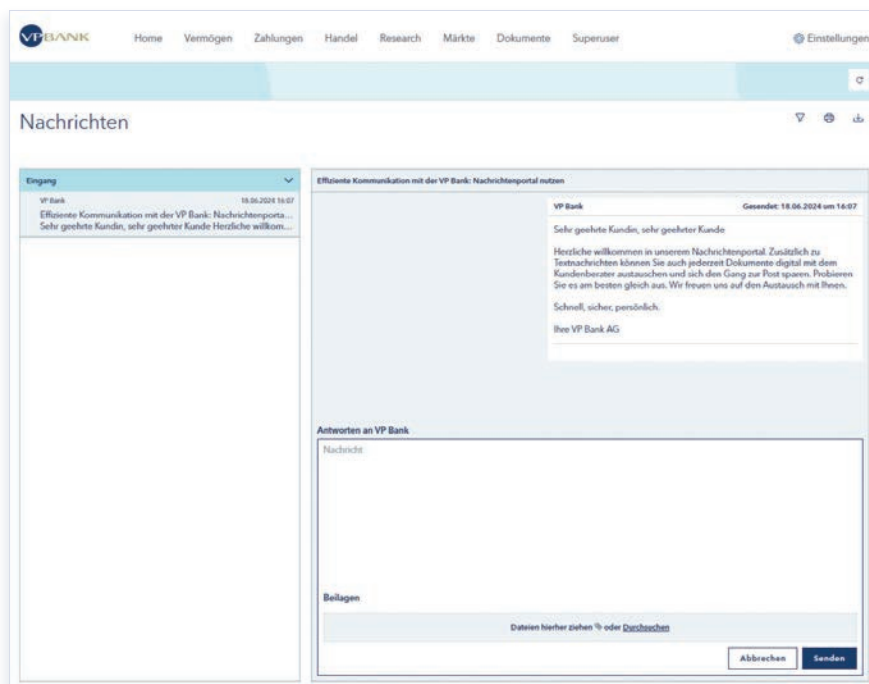 VP BANK
Home Vermögen Zahlungen Handel Research Märkte Dokumente Superuser Einstellungen
Nachrichten
Eingang
VP Bank 18.06.2024 16:07
Effiziente Kommunikation mit der VP Bank: Nachrichtenporta...
Sehr geehrte Kundin, sehr geehrter Kunde Herzliche willkom...
Effiziente Kommunikation mit der VP Bank: Nachrichtenportal nutzen
VP Bank Gesendet: 18.06.2024 um 16:07
Sehr geehrte Kundin, sehr geehrter Kunde
Herzliche willkommen in unserem Nachrichtenportal. Zusätzlich zu
Textnachrichten können Sie auch jederzeit Dokumente digital mit dem
Kundenberater austauschen und sich den Gang zur Post sparen. Probieren
Sie es am besten gleich aus. Wir freuen uns auf den Austausch mit Ihnen.
Schnell, sicher, persönlich.
Ihre VP Bank AG
Antworten an VP Bank
Nachricht
Beilagen
Dateien hierher ziehen oder Durchsuchen
Abbrechen Senden